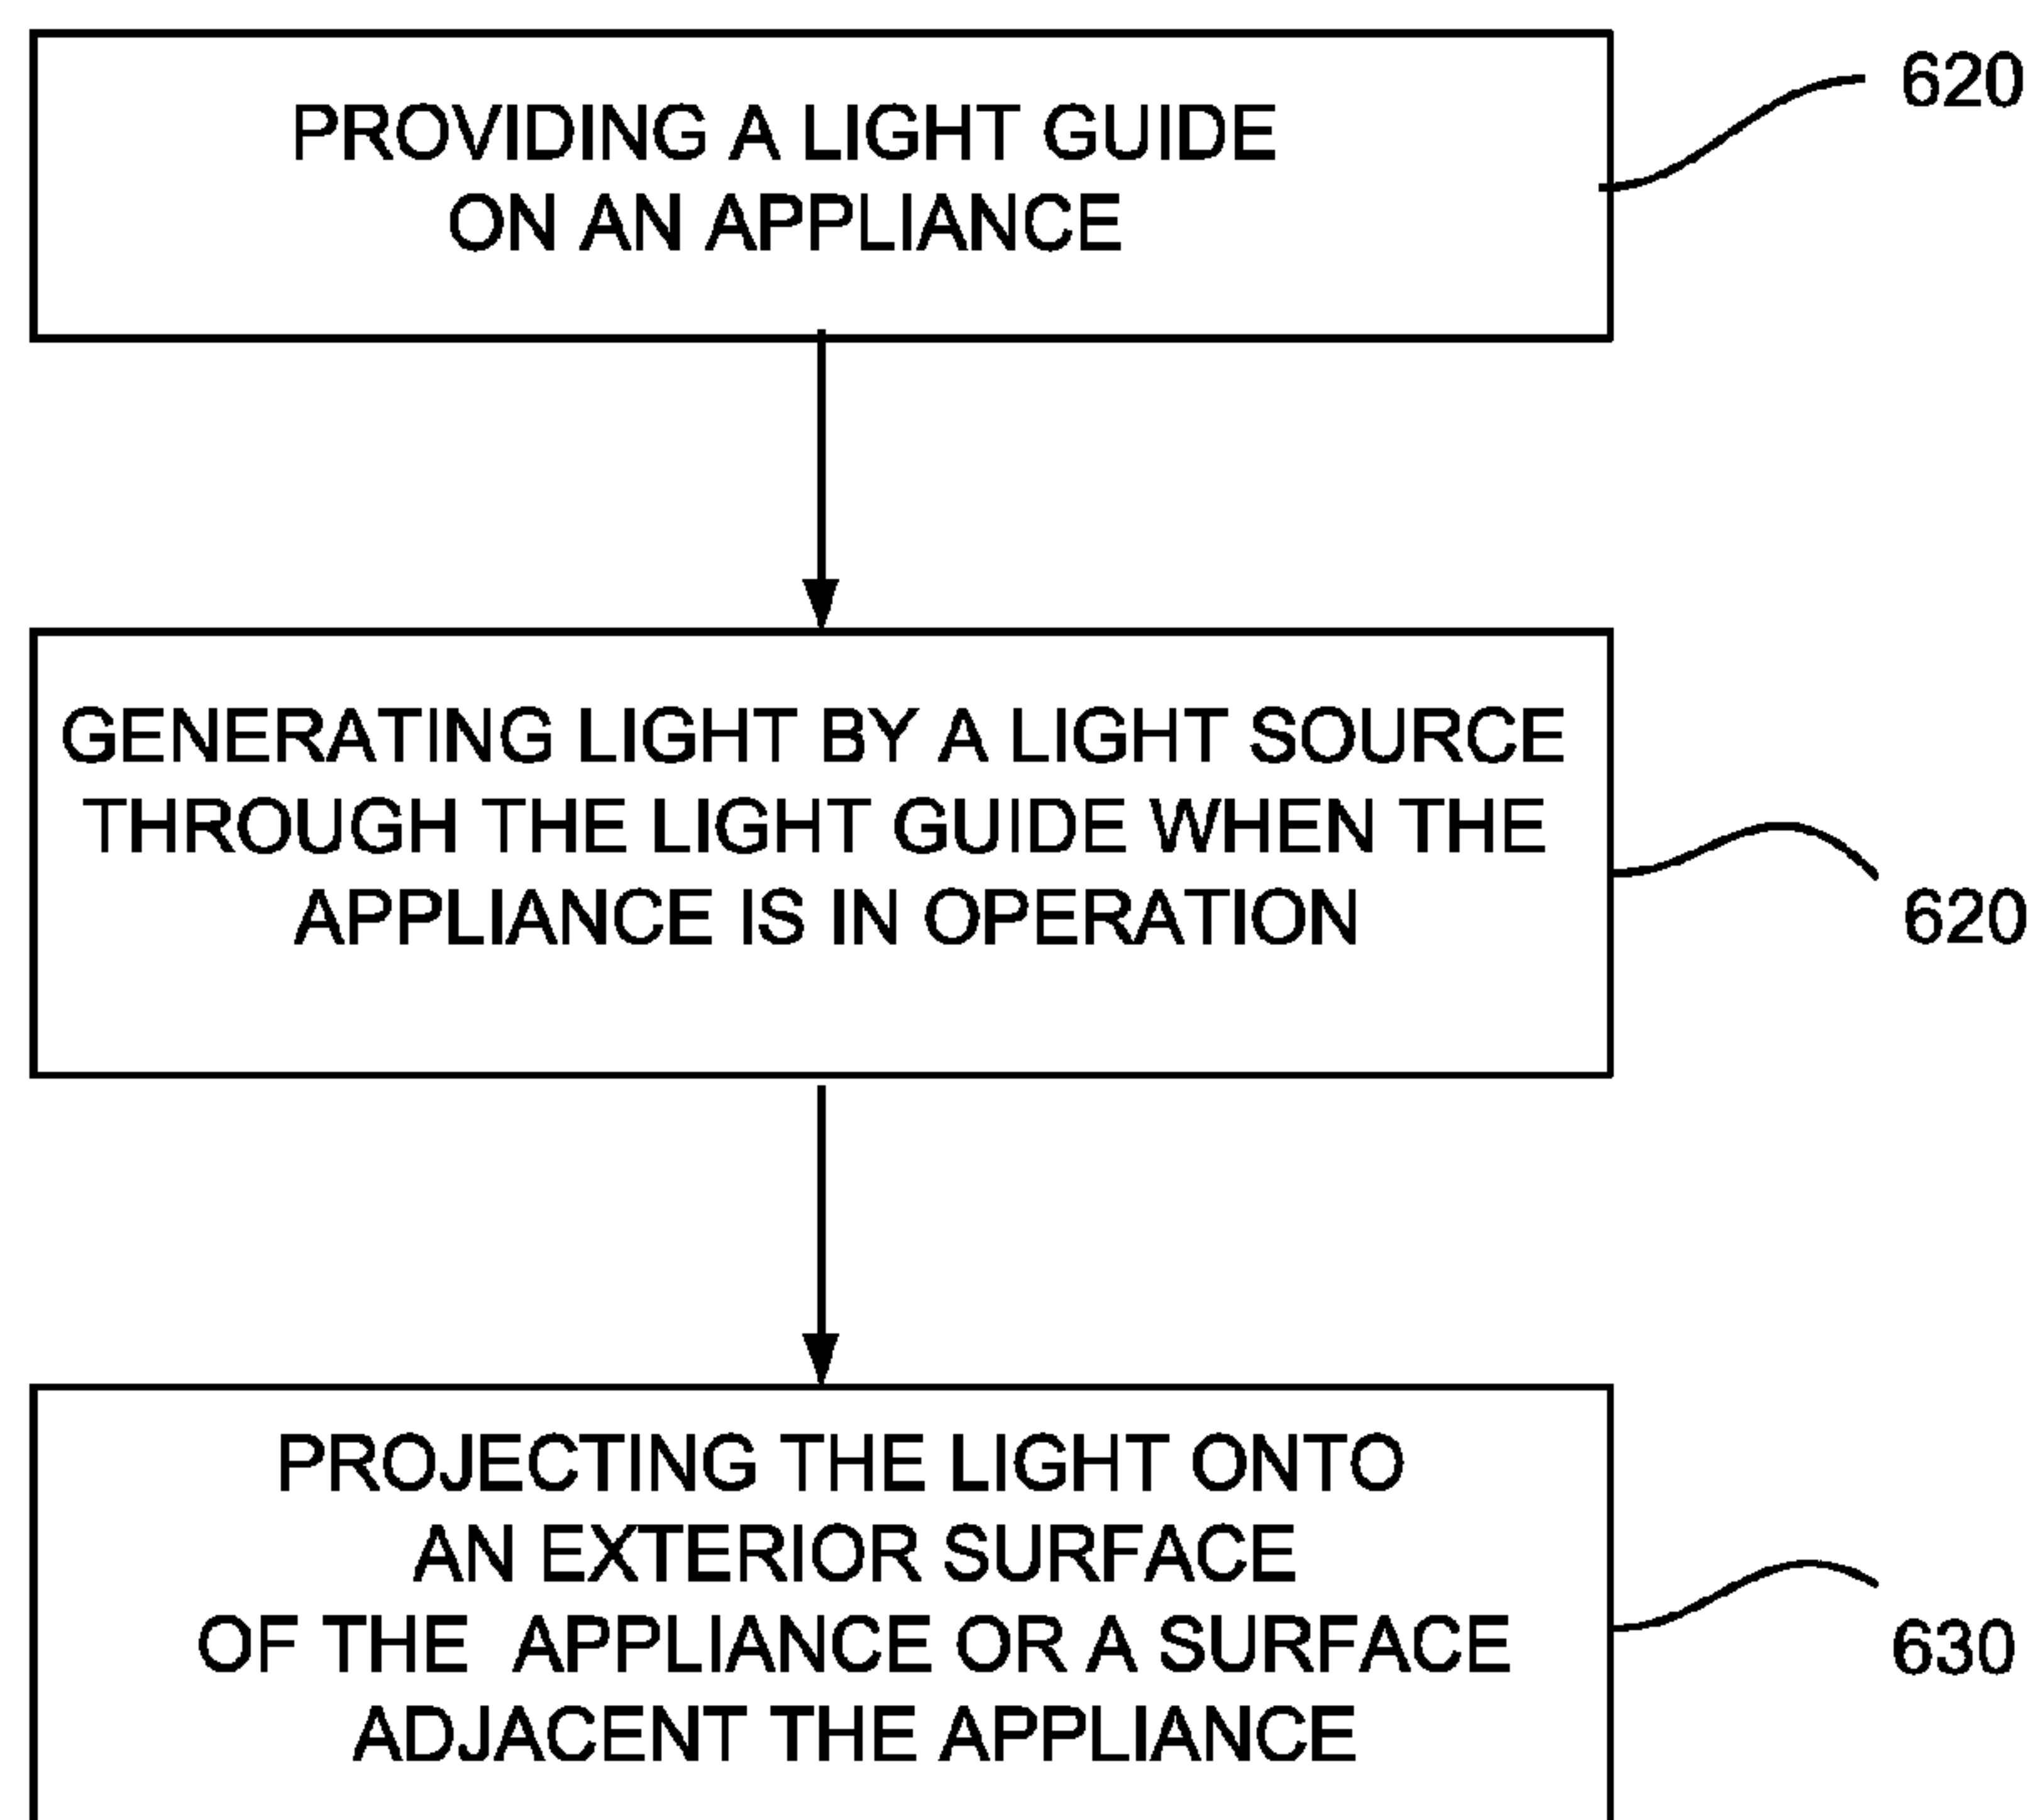 PROVIDING A LIGHT GUIDE
ON AN APPLIANCE
620
GENERATING LIGHT BY A LIGHT SOURCE
THROUGH THE LIGHT GUIDE WHEN THE
APPLIANCE IS IN OPERATION
620
PROJECTING THE LIGHT ONTO
AN EXTERIOR SURFACE
OF THE APPLIANCE OR A SURFACE
ADJACENT THE APPLIANCE
630